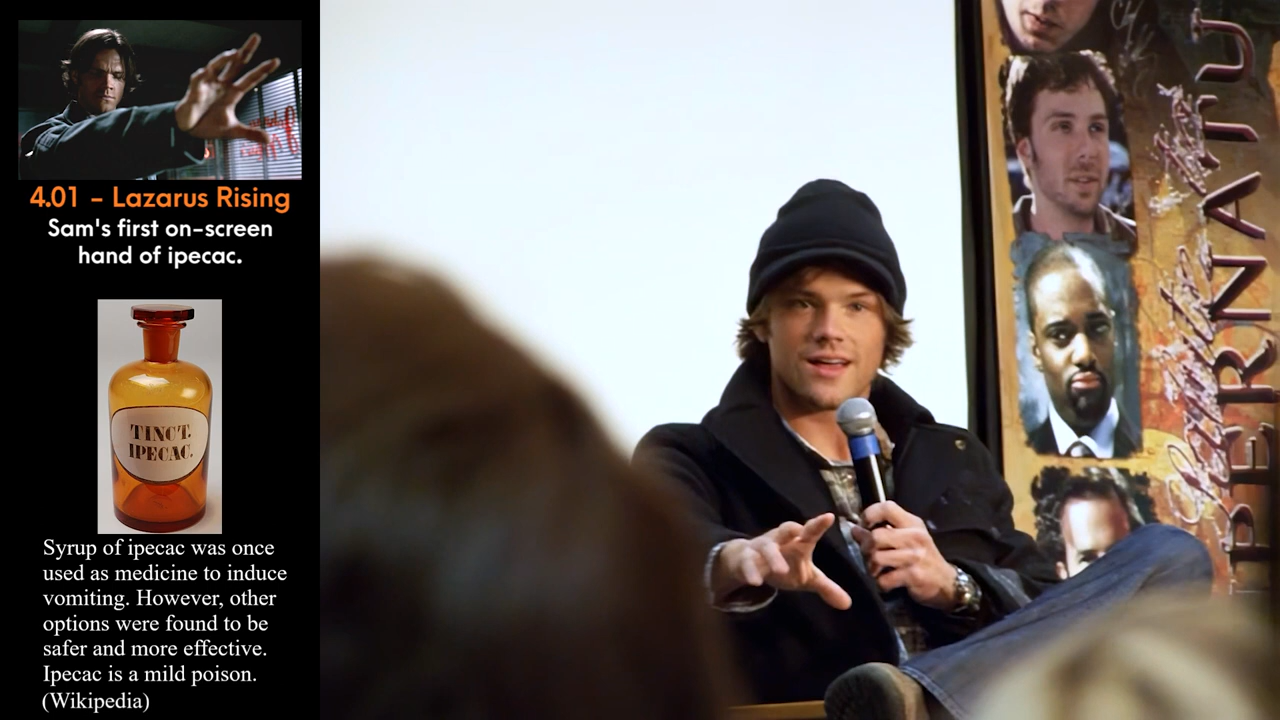 4.01 – Lazarus Rising
Sam's first on-screen
hand of ipecac.
TINCT.
IPECAC.
Syrup of ipecac was once
used as medicine to induce
vomiting. However, other
options were found to be
safer and more effective.
Ipecac is a mild poison.
(Wikipedia)